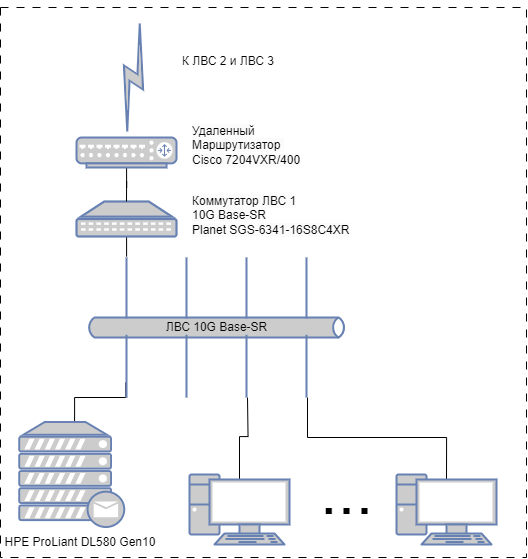 К ЛВС 2 и ЛВС 3
Удаленный
Маршрутизатор
Cisco 7204VXR/400
Коммутатор ЛВС 1
10G Base-SR
Planet SGS-6341-16S8C4XR
ЛВС 10G Base-SR
HPE ProLiant DL580 Gen10